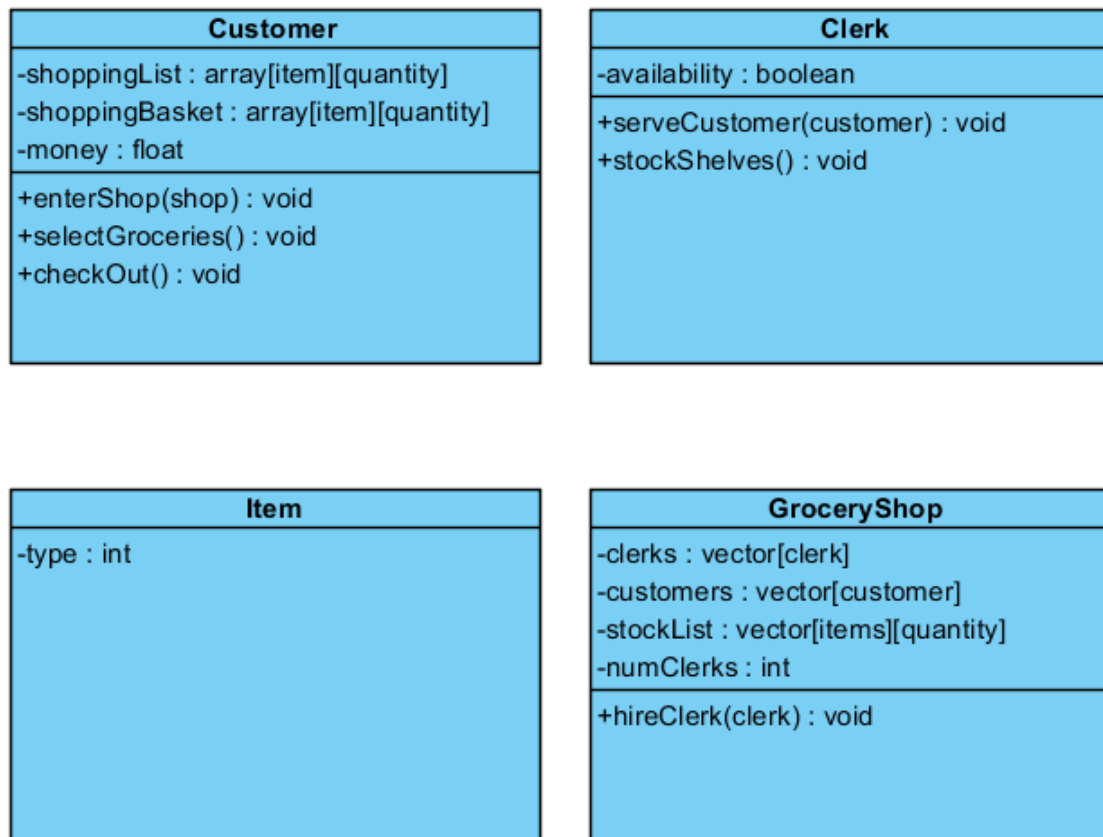 Customer
-shoppingList : array[item][quantity]
-shoppingBasket : array[item][quantity]
-money : float
+enterShop(shop) : void
+selectGroceries() : void
+checkOut() : void
Clerk
-availability : boolean
+serveCustomer(customer) : void
+stockShelves() : void
Item
-type : int
GroceryShop
-clerks : vector[clerk]
-customers : vector[customer]
-stockList : vector[items][quantity]
-numClerks : int
+hireClerk(clerk) : void